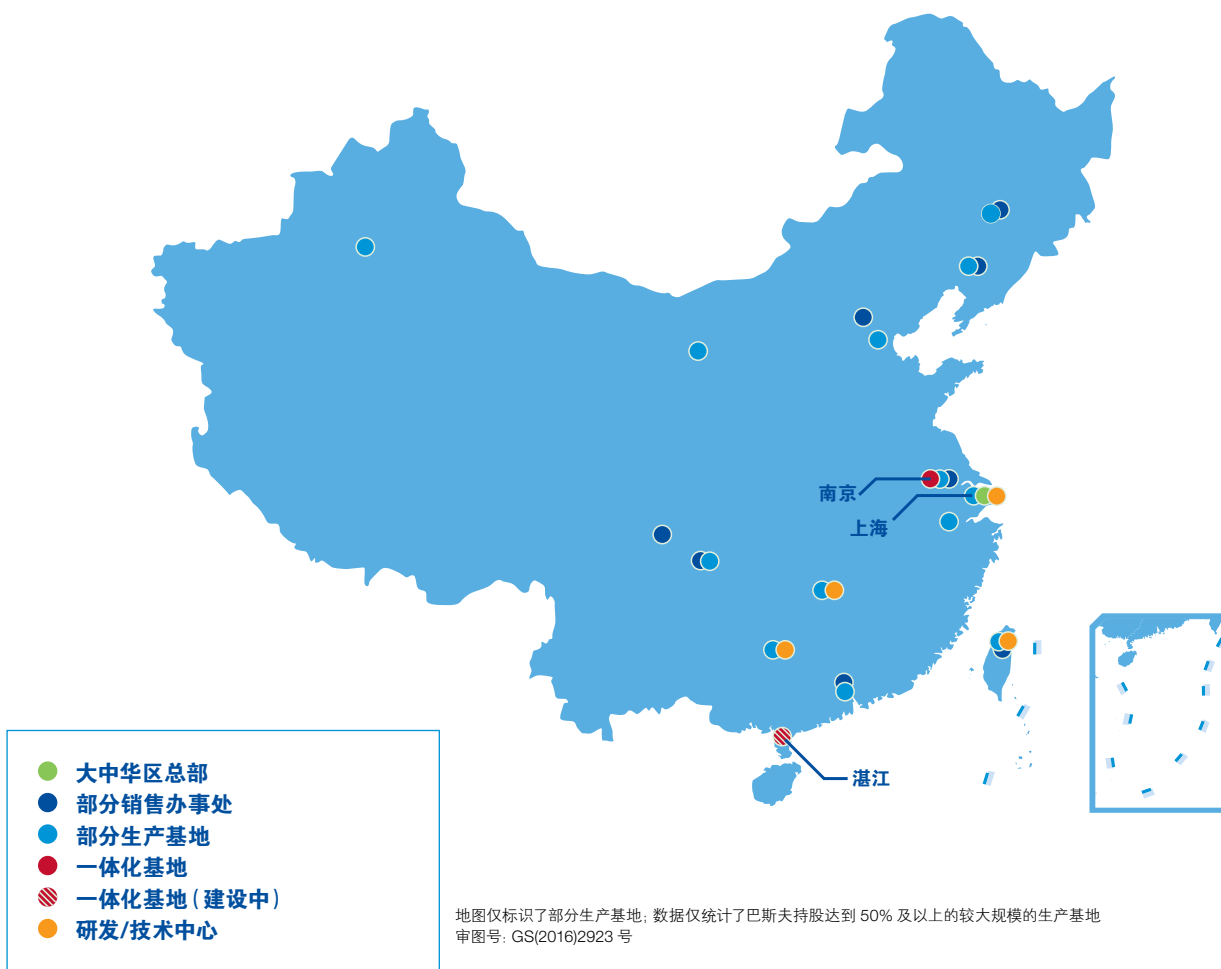 南京
上海
湛江
大中华区总部
部分销售办事处
部分生产基地
一体化基地
一体化基地(建设中)
研发/技术中心
地图仅标识了部分生产基地; 数据仅统计了巴斯夫持股达到 50% 及以上的较大规模的生产基地
审图号: GS(2016)2923 号